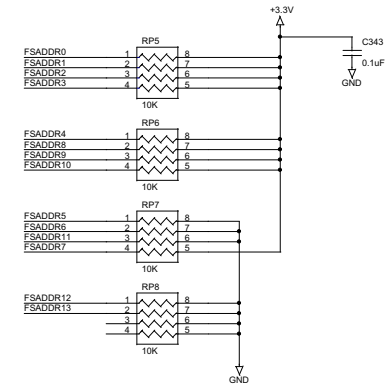 +3.3V
RP5
C343
0.1uF
GND
FSADDR0 1 8
FSADDR1 2 7
FSADDR2 3 6
FSADDR3 4 5
10K
RP6
FSADDR4 1 8
FSADDR8 2 7
FSADDR9 3 6
FSADDR10 4 5
10K
RP7
FSADDR5 1 8
FSADDR6 2 7
FSADDR11 3 6
FSADDR7 4 5
10K
RP8
FSADDR12 1 8
FSADDR13 2 7
3 6
4 5
10K
GND